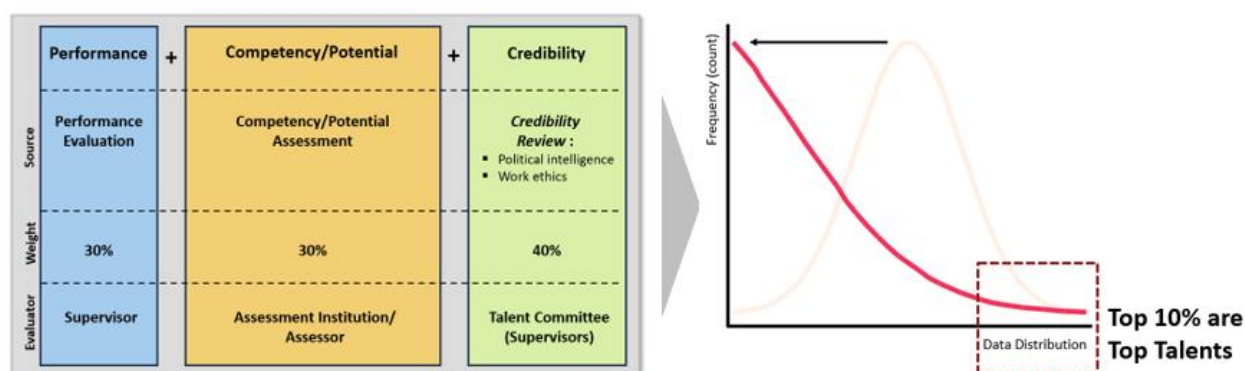 Performance + Competency/Potential + Credibility
Source
Performance
Evaluation
Competency/Potential
Assessment
Credibility
Review :
▪ Political intelligence
▪ Work ethics
Weight
30%
30%
40%
Evaluator
Supervisor
Assessment Institution/
Assessor
Talent Committee
(Supervisors)
Frequency (count)
Data Distribution
Top 10% are
Top Talents